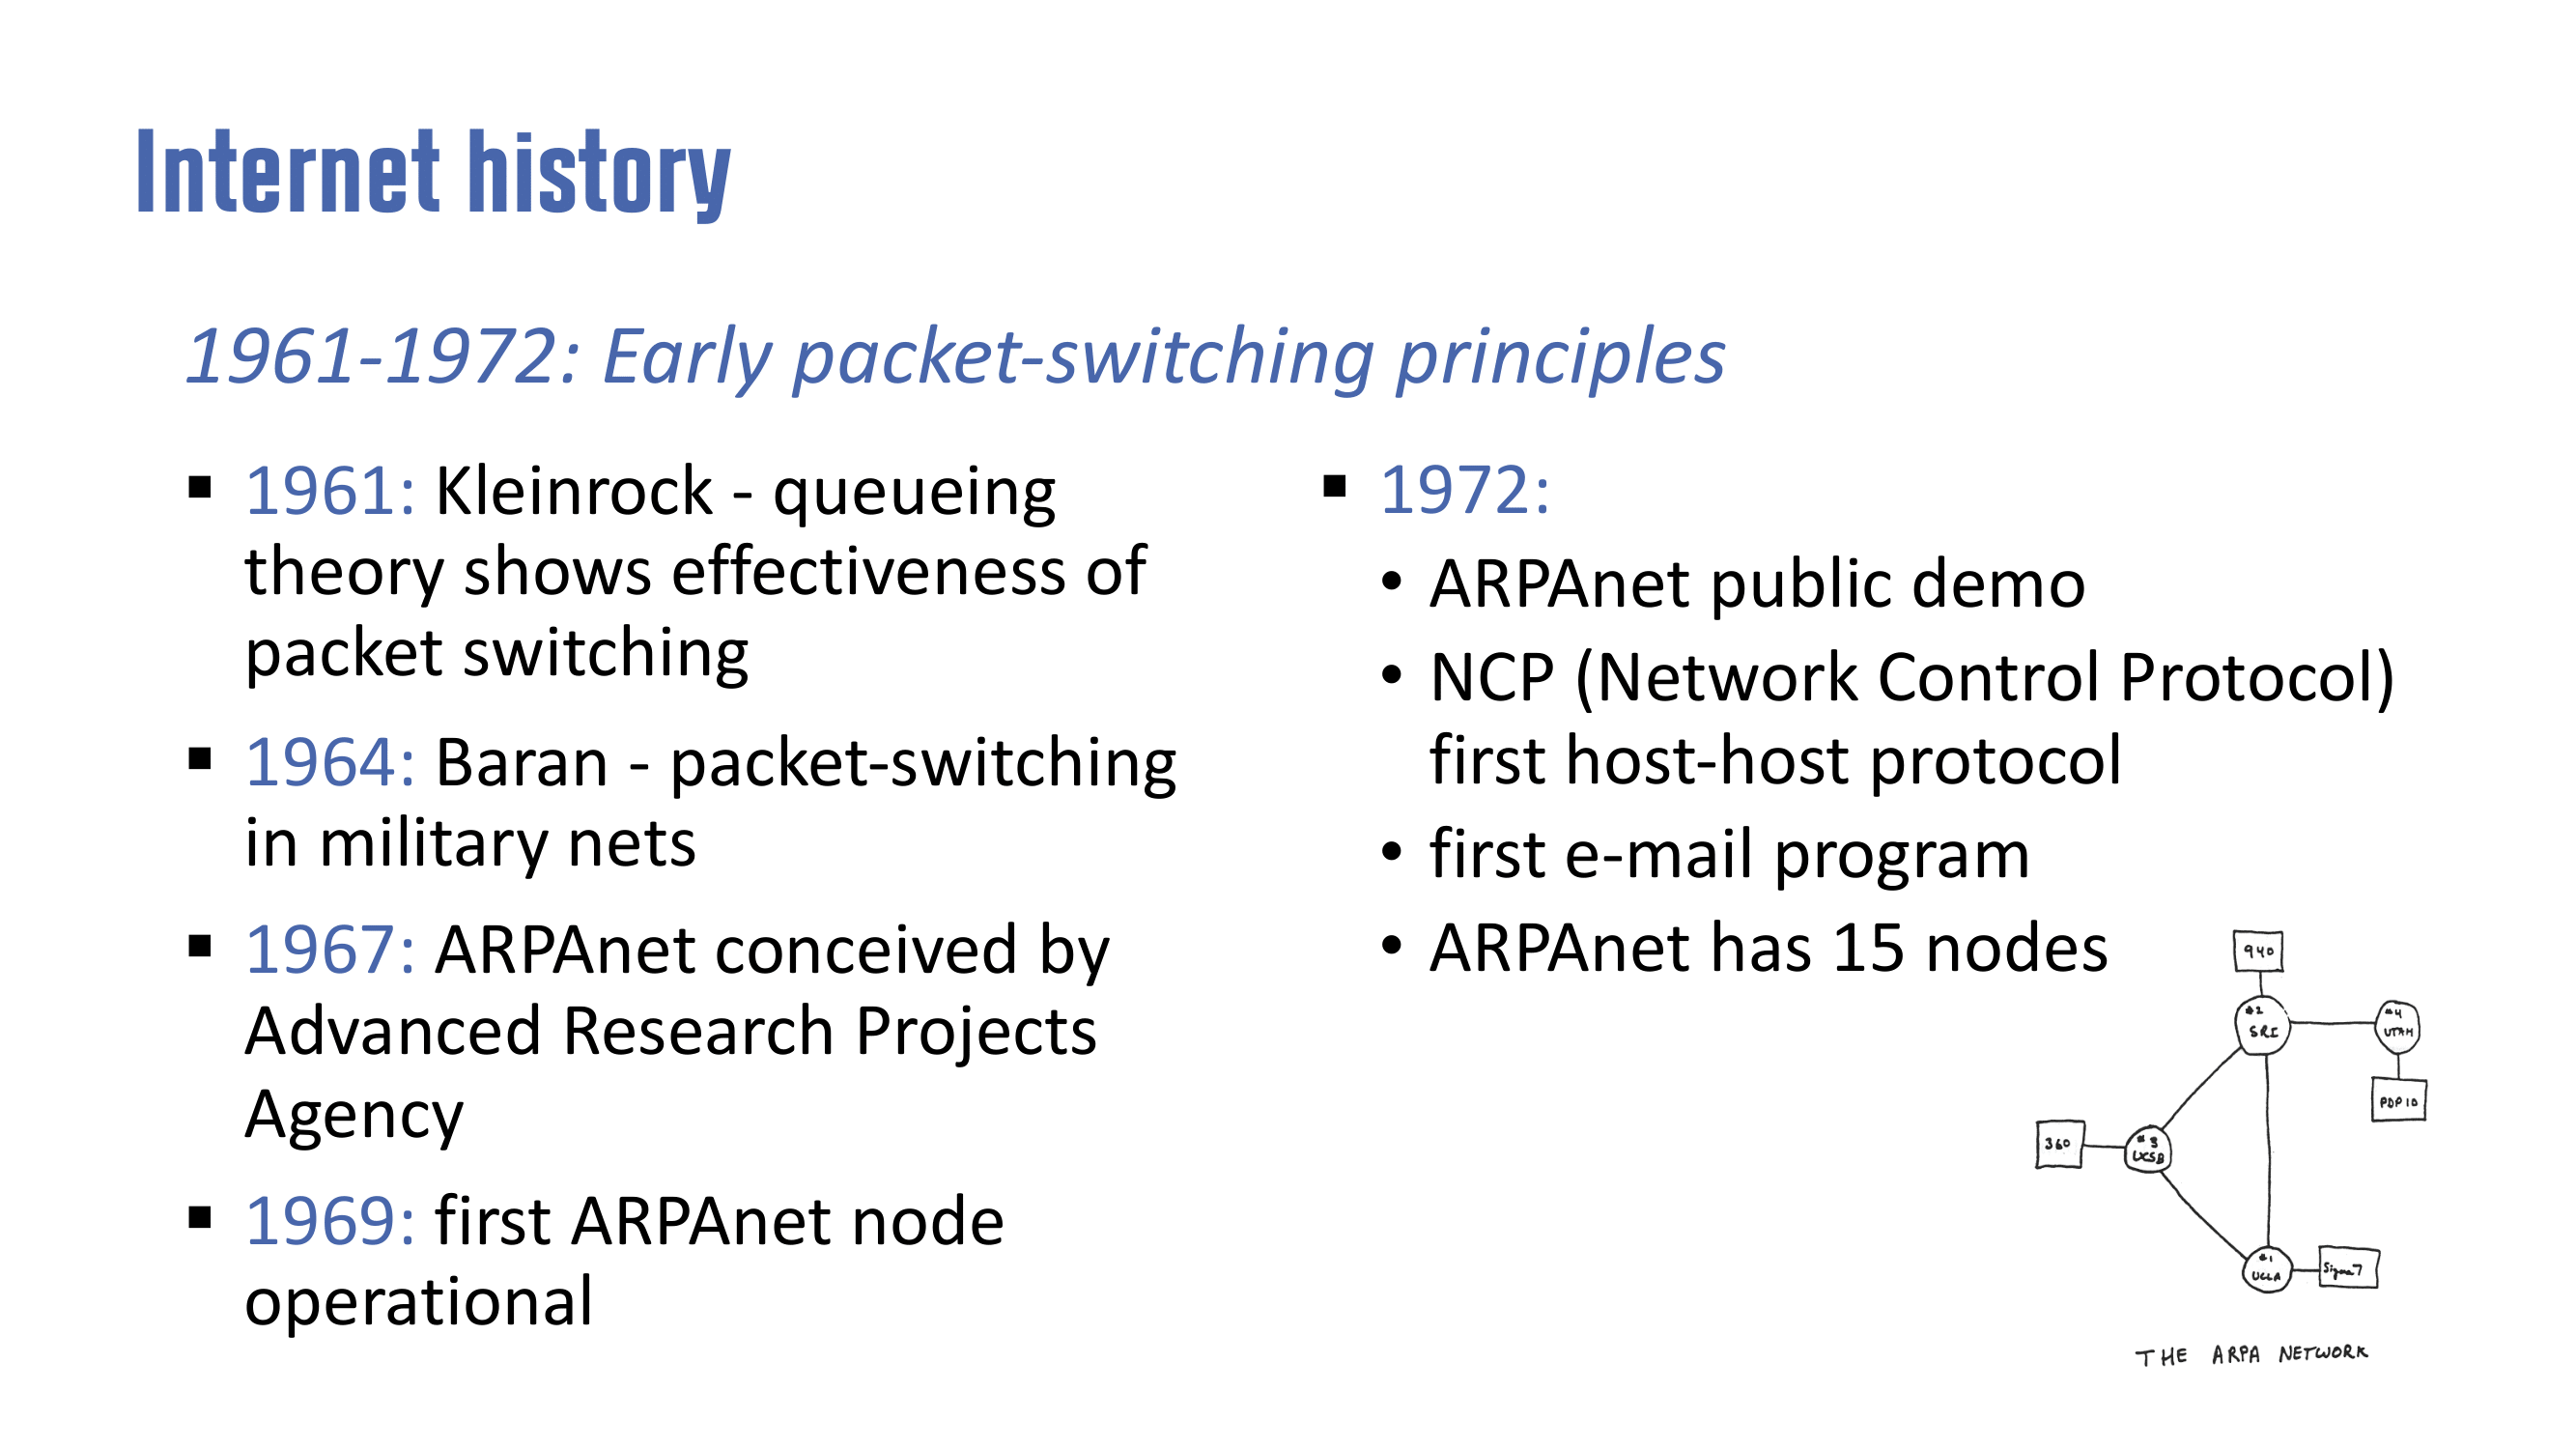 Internet history
1961-1972: Early packet-switching principles
▪ 1961: Kleinrock - queueing
theory shows effectiveness of
packet switching
▪ 1964: Baran - packet-switching
in military nets
▪ 1967: ARPAnet conceived by
Advanced Research Projects
Agency
▪ 1969: first ARPAnet node
operational
▪ 1972:
• ARPAnet public demo
• NCP (Network Control Protocol)
first host-host protocol
• first e-mail program
• ARPAnet has 15 nodes
940
#2
SRI
#4
UTAH
PDP 10
360
#3
UCSB
#1
UCLA
Sigma 7
THE ARPA NETWORK